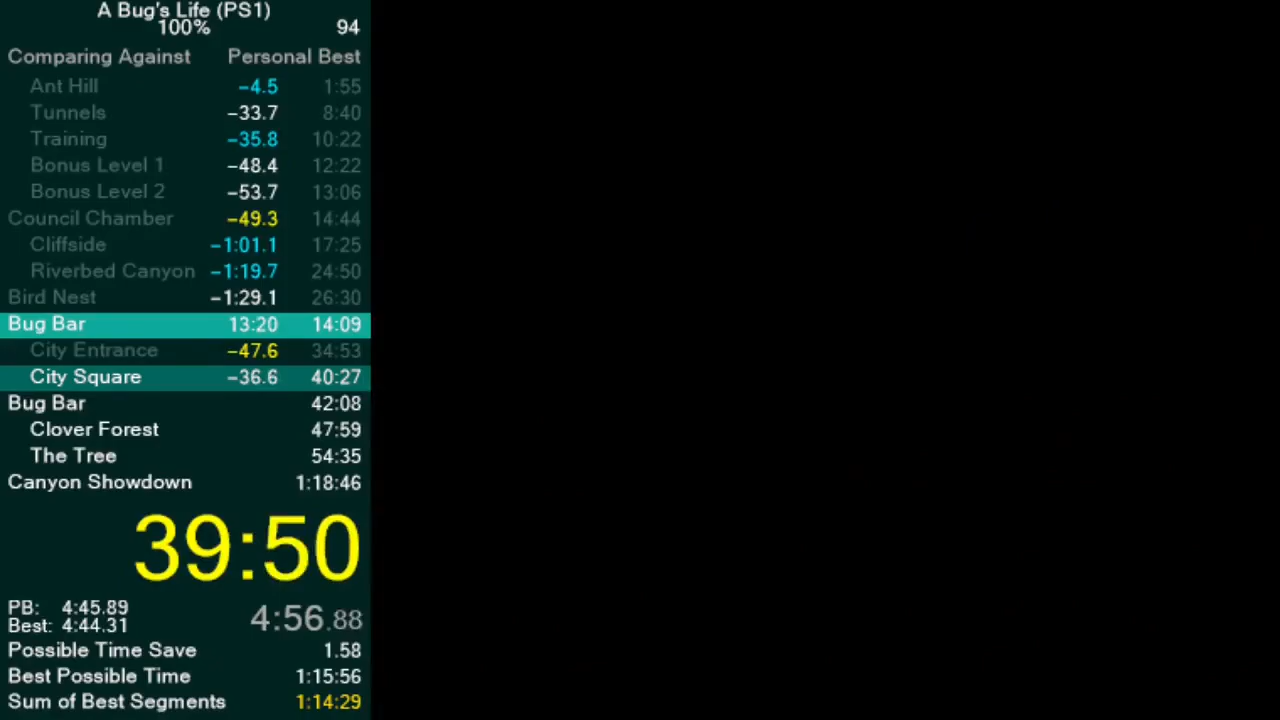 A Bug's Life (PS1)
100% 94
Comparing Against Personal Best
Ant Hill −4.5 1:55
Tunnels −33.7 8:40
Training −35.8 10:22
Bonus Level 1 −48.4 12:22
Bonus Level 2 −53.7 13:06
Council Chamber −49.3 14:44
Cliffside −1:01.1 17:25
Riverbed Canyon −1:19.7 24:50
Bird Nest −1:29.1 26:30
Bug Bar 13:20 14:09
City Entrance −47.6 34:53
City Square −36.6 40:27
Bug Bar 42:08
Clover Forest 47:59
The Tree 54:35
Canyon Showdown 1:18:46
39:50
PB: 4:45.89
Best: 4:44.31
4:56.88
Possible Time Save 1.58
Best Possible Time 1:15:56
Sum of Best Segments 1:14:29